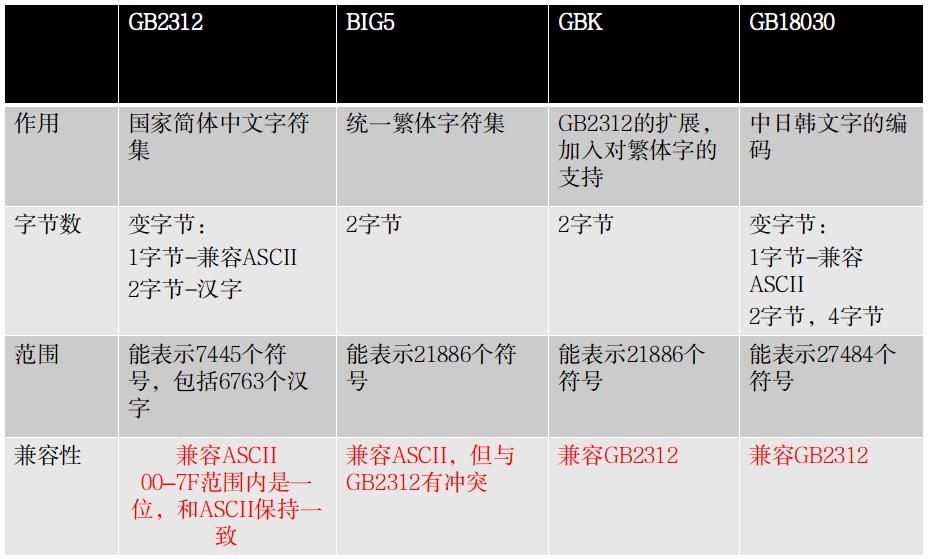 GB2312
BIG5
GBK
GB18030
作用
国家简体中文字符
集
统一繁体字符集
GB2312的扩展，
加入对繁体字的
支持
中日韩文字的编
码
字节数
变字节：
1字节-兼容ASCII
2字节-汉字
2字节
2字节
变字节：
1字节-兼容
ASCII
2字节，4字节
范围
能表示7445个符
号，包括6763个汉
字
能表示21886个符
号
能表示21886个
符号
能表示27484个
符号
兼容性
兼容ASCII
00-7F范围内是一
位，和ASCII保持一
致
兼容ASCII，但与
GB2312有冲突
兼容GB2312
兼容GB2312